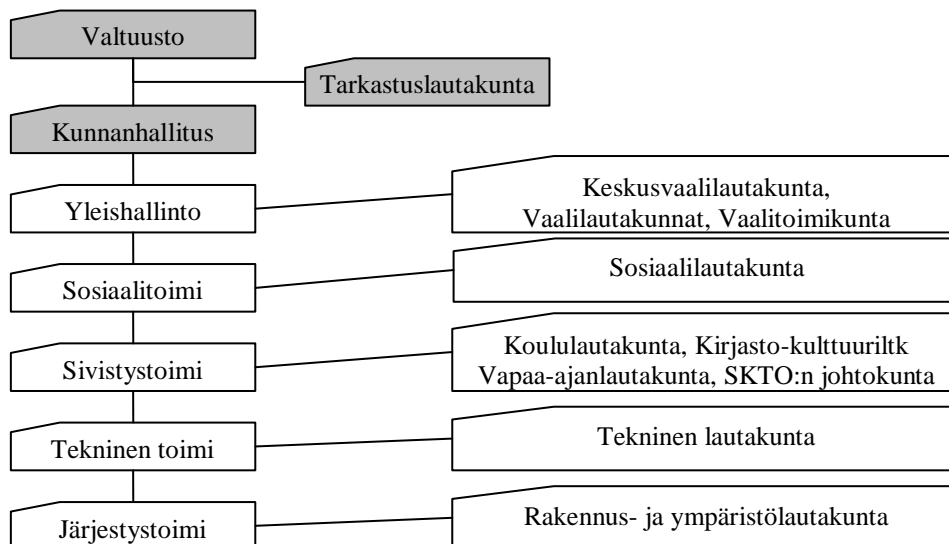 Valtuusto
Tarkastuslautakunta
Kunnanhallitus
Yleishallinto
Keskusvaalilautakunta,
Vaalilautakunnat, Vaalitoimikunta
Sosiaalitoimi
Sosiaalilautakunta
Sivistystoimi
Koululautakunta, Kirjasto-kulttuuriltk
Vapaa-ajanlautakunta, SKTO:n johtokunta
Tekninen toimi
Tekninen lautakunta
Järjestystoimi
Rakennus- ja ympäristölautakunta